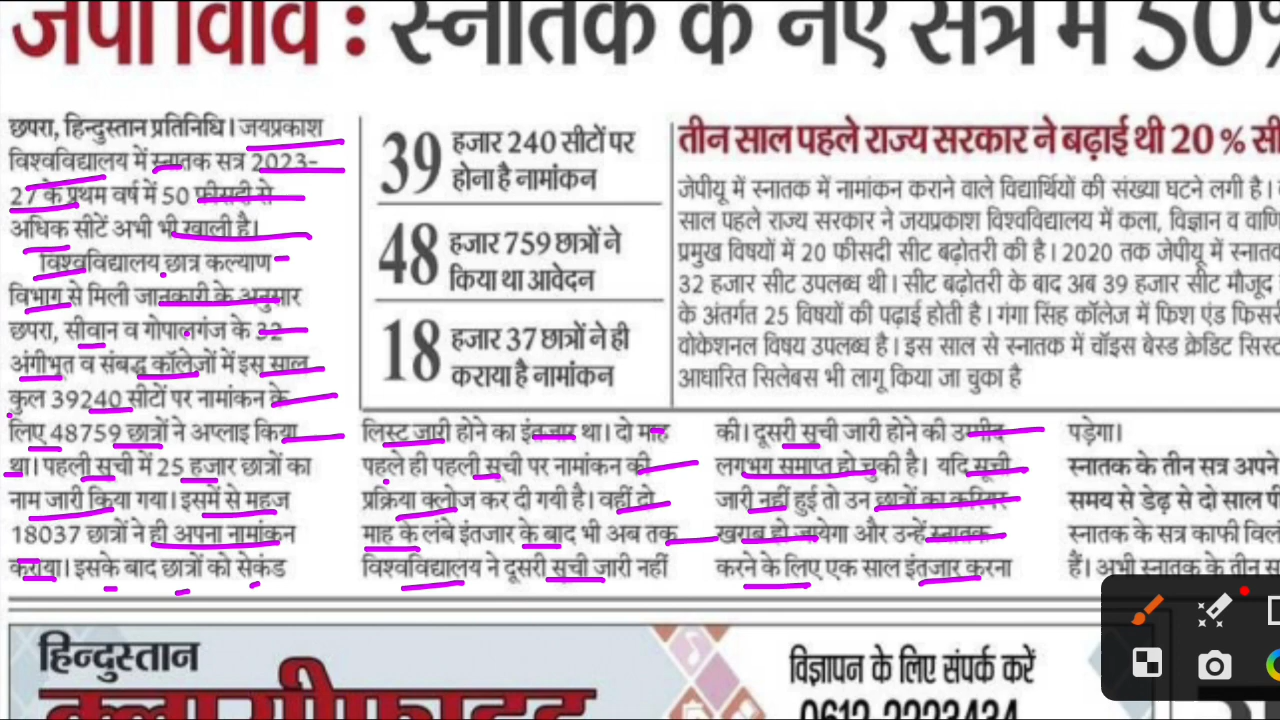 जेपी विवि : स्नातक के नए सत्र में 50%
छपरा, हिन्दुस्तान प्रतिनिधि। जयप्रकाश
विश्वविद्यालय में स्नातक सत्र 2023-
27 के प्रथम वर्ष में 50 फीसदी से
अधिक सीटें अभी भी खाली है।
विश्वविद्यालय छात्र कल्याण
विभाग से मिली जानकारी के अनुसार
छपरा, सीवान व गोपालगंज के 32
अंगीभूत व संबद्ध कॉलेजों में इस साल
कुल 39240 सीटों पर नामांकन के
लिए 48759 छात्रों ने अप्लाइ किया
था। पहली सूची में 25 हजार छात्रों का
नाम जारी किया गया। इसमें से महज
18037 छात्रों ने ही अपना नामांकन
कराया। इसके बाद छात्रों को सेकंड
39 हजार 240 सीटों पर
होना है नामांकन
48 हजार 759 छात्रों ने
किया था आवेदन
18 हजार 37 छात्रों ने ही
कराया है नामांकन
तीन साल पहले राज्य सरकार ने बढ़ाई थी 20 % सी
जेपीयू में स्नातक में नामांकन कराने वाले विद्यार्थियों की संख्या घटने लगी है।
साल पहले राज्य सरकार ने जयप्रकाश विश्वविद्यालय में कला, विज्ञान व वाणि
प्रमुख विषयों में 20 फीसदी सीट बढ़ोतरी की है। 2020 तक जेपीयू में स्नातक
32 हजार सीट उपलब्ध थी। सीट बढ़ोतरी के बाद अब 39 हजार सीट मौजूद
के अंतर्गत 25 विषयों की पढ़ाई होती है। गंगा सिंह कॉलेज में फिश एंड फिसर
वोकेशनल विषय उपलब्ध है। इस साल से स्नातक में चॉइस बेस्ड क्रेडिट सिस्ट
आधारित सिलेबस भी लागू किया जा चुका है
लिस्ट जारी होने का इंतजार था। दो माह
पहले ही पहली सूची पर नामांकन की
प्रक्रिया क्लोज कर दी गयी है। वहीं दो
माह के लंबे इंतजार के बाद भी अब तक
विश्वविद्यालय ने दूसरी सूची जारी नहीं
की। दूसरी सूची जारी होने की उम्मीद
लगभग समाप्त हो चुकी है। यदि सूची
जारी नहीं हुई तो उन छात्रों का करियर
खराब हो जायेगा और उन्हें स्नातक
करने के लिए एक साल इंतजार करना
पड़ेगा।
स्नातक के तीन सत्र अपने
समय से डेढ़ से दो साल पी
स्नातक के सत्र काफी विल
हैं। अभी स्नातक के तीन स
हिन्दुस्तान
क्लासीफाइड
विज्ञापन के लिए संपर्क करें
0612-2223434